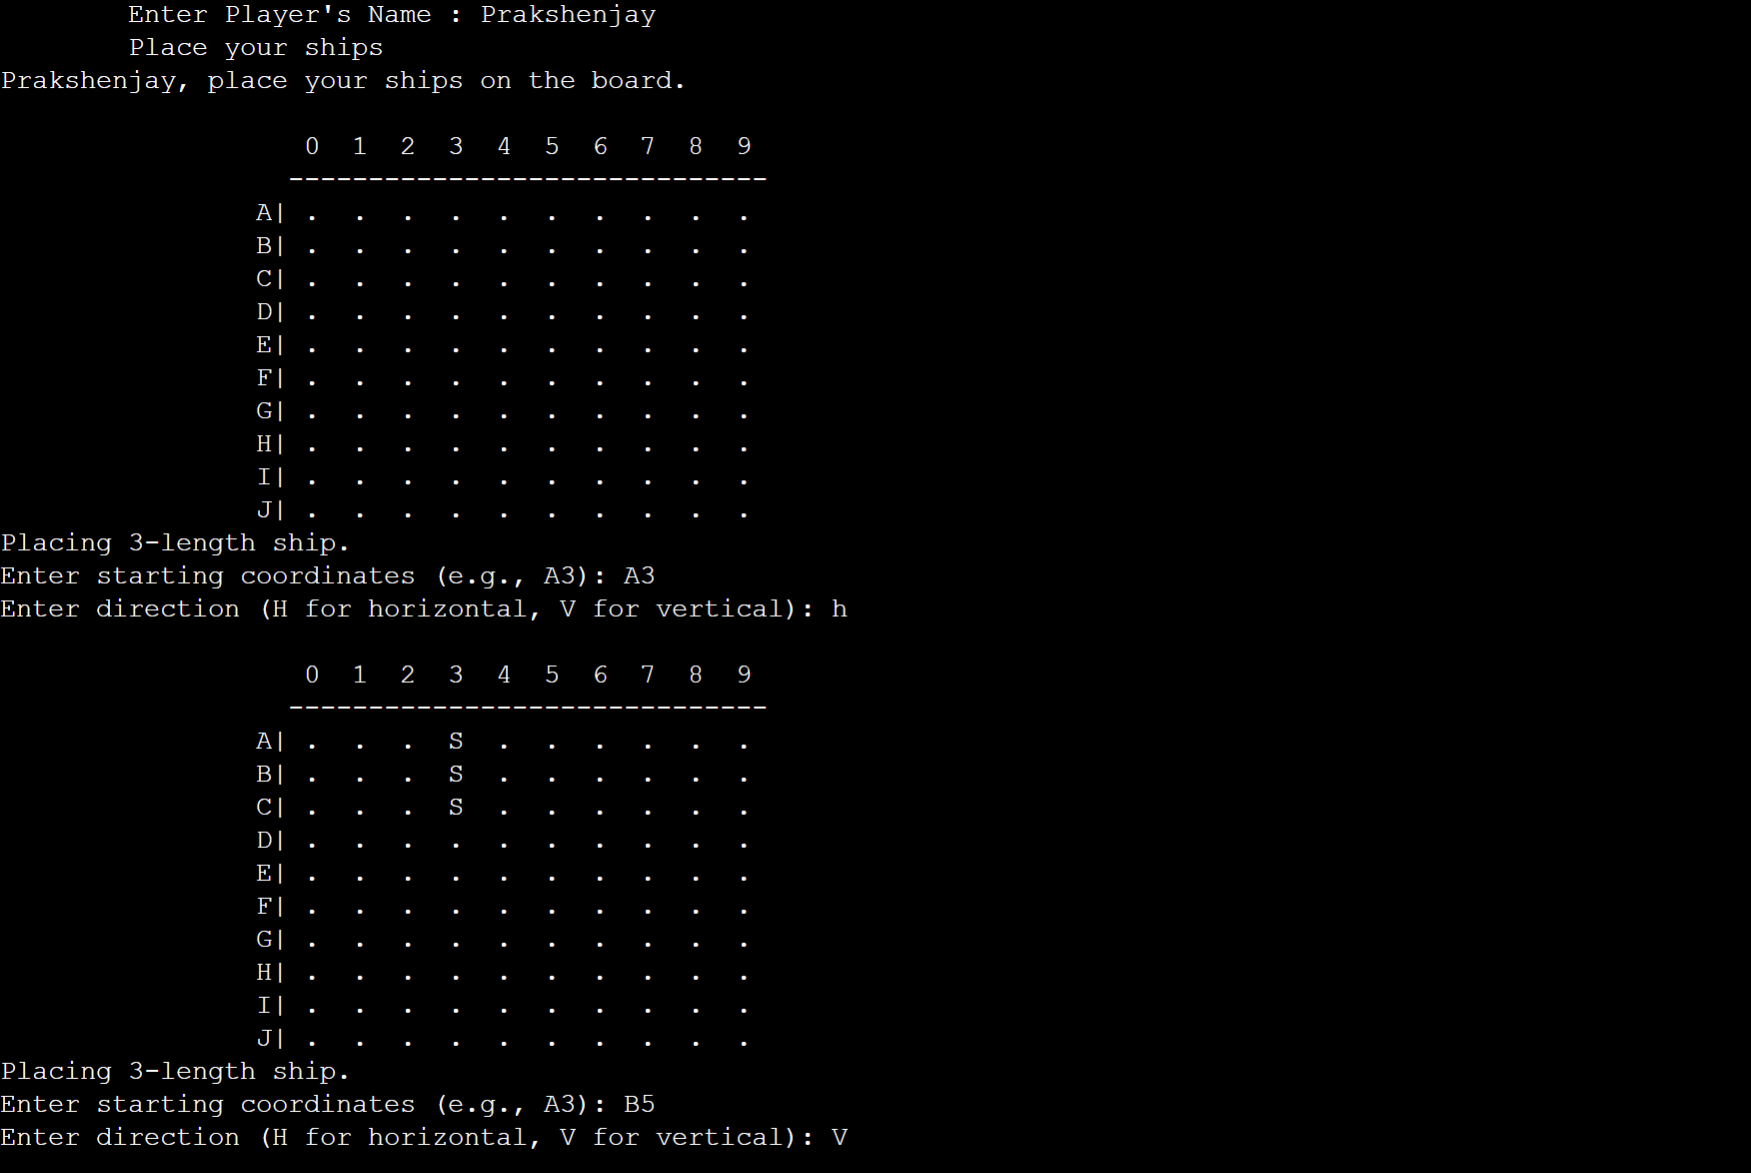 Enter Player's Name : Prakshenjay
Place your ships
Prakshenjay, place your ships on the board.
0 1 2 3 4 5 6 7 8 9
------------------------------
A| . . . . . . . . . .
B| . . . . . . . . . .
C| . . . . . . . . . .
D| . . . . . . . . . .
E| . . . . . . . . . .
F| . . . . . . . . . .
G| . . . . . . . . . .
H| . . . . . . . . . .
I| . . . . . . . . . .
J| . . . . . . . . . .
Placing 3-length ship.
Enter starting coordinates (e.g., A3): A3
Enter direction (H for horizontal, V for vertical): h
0 1 2 3 4 5 6 7 8 9
------------------------------
A| . . . S . . . . . .
B| . . . S . . . . . .
C| . . . S . . . . . .
D| . . . . . . . . . .
E| . . . . . . . . . .
F| . . . . . . . . . .
G| . . . . . . . . . .
H| . . . . . . . . . .
I| . . . . . . . . . .
J| . . . . . . . . . .
Placing 3-length ship.
Enter starting coordinates (e.g., A3): B5
Enter direction (H for horizontal, V for vertical): V